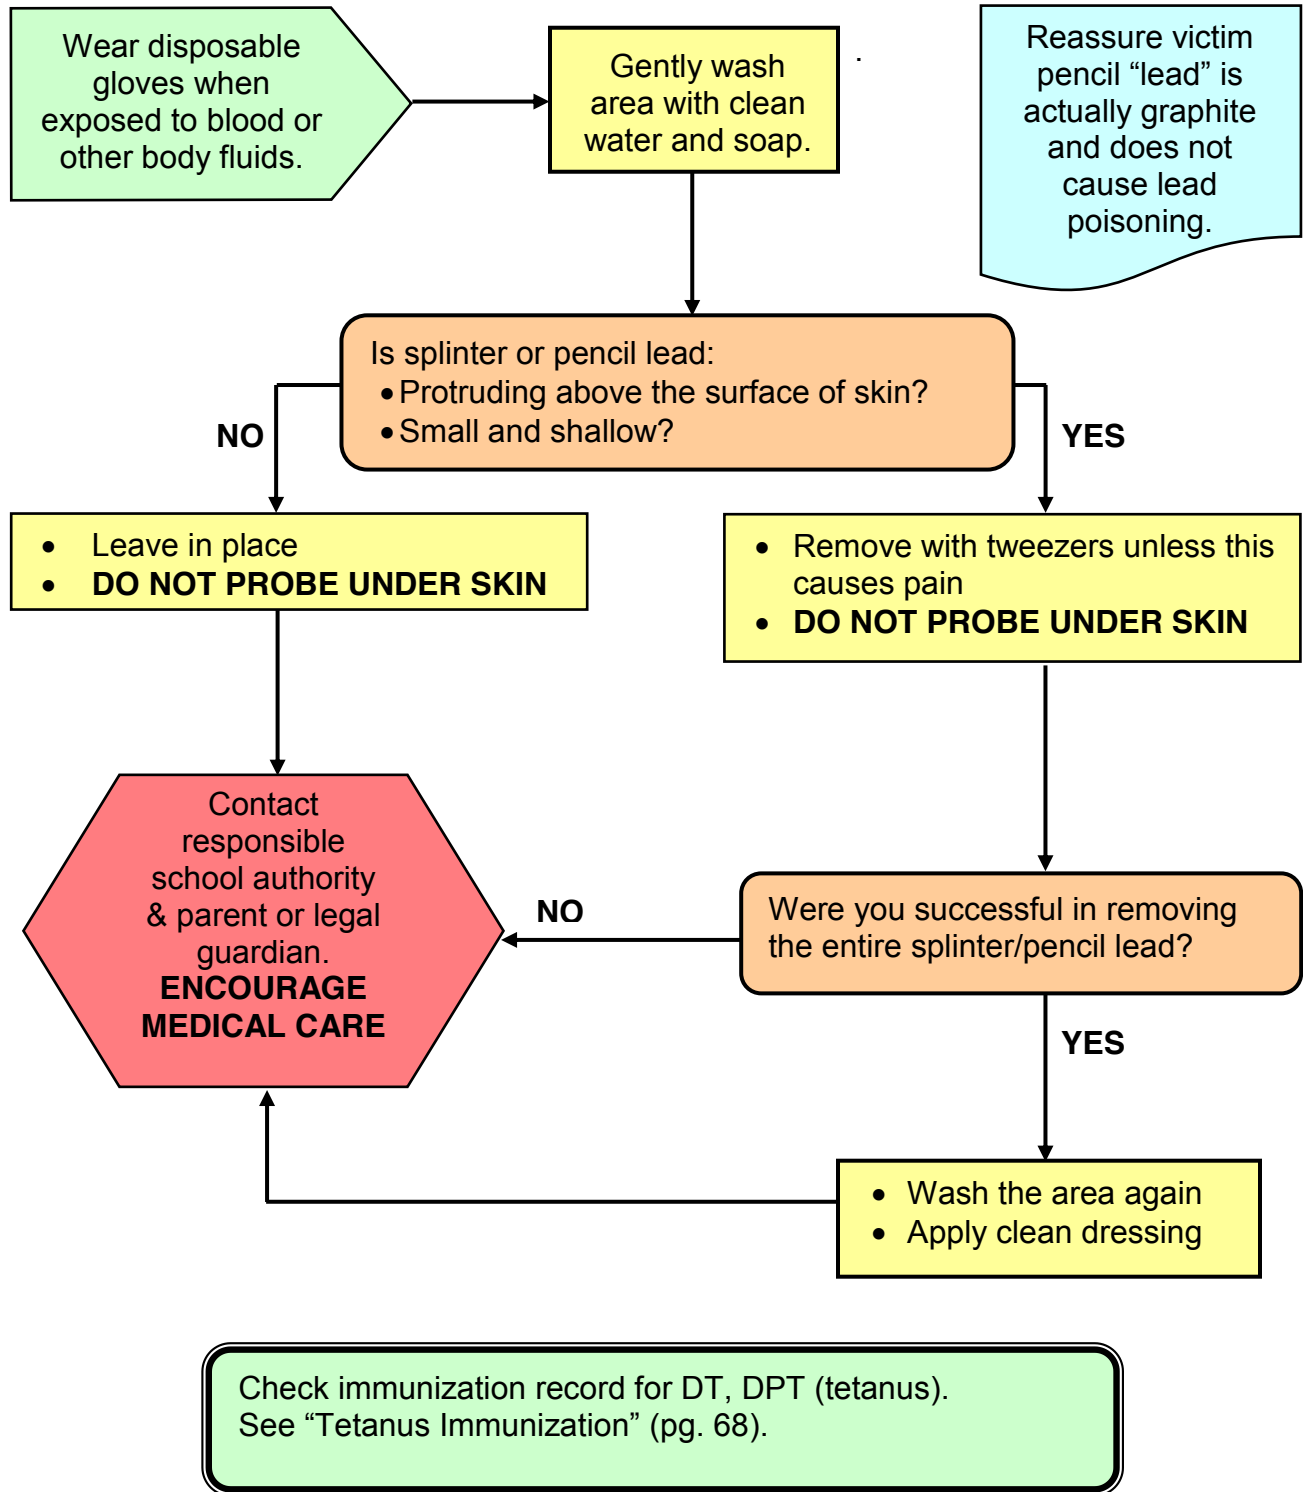 Wear disposable
gloves when
exposed to blood or
other body fluids.
Gently wash
area with clean
water and soap.
.
Reassure victim
pencil “lead” is
actually graphite
and does not
cause lead
poisoning.
Is splinter or pencil lead:
• Protruding above the surface of skin?
• Small and shallow?
NO
YES
• Leave in place
• DO NOT PROBE UNDER SKIN
• Remove with tweezers unless this
causes pain
• DO NOT PROBE UNDER SKIN
Contact
responsible
school authority
& parent or legal
guardian.
ENCOURAGE
MEDICAL CARE
NO
Were you successful in removing
the entire splinter/pencil lead?
YES
• Wash the area again
• Apply clean dressing
Check immunization record for DT, DPT (tetanus).
See “Tetanus Immunization” (pg. 68).